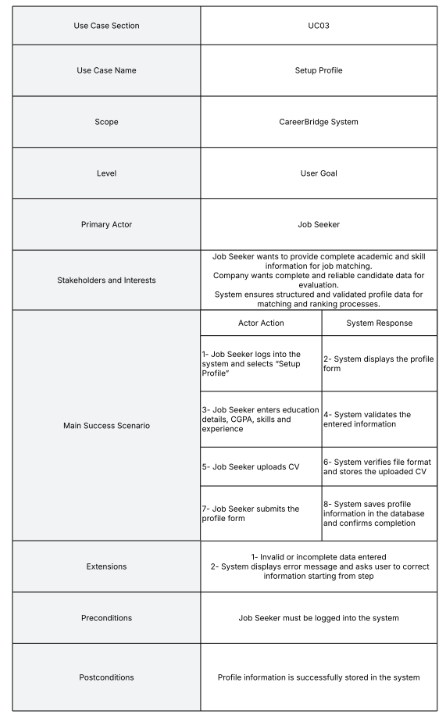 Use Case Section
UC03
Use Case Name
Setup Profile
Scope
CareerBridge System
Level
User Goal
Primary Actor
Job Seeker
Stakeholders and Interests
Job Seeker wants to provide complete academic and skill
information for job matching.
Company wants complete and reliable candidate data for
evaluation.
System ensures structured and validated profile data for
matching and ranking processes.
Main Success Scenario
Actor Action
System Response
1- Job Seeker logs into the
system and selects "Setup
Profile"
2- System displays the profile
form
3- Job Seeker enters education
details, CGPA, skills and
experience
4- System validates the
entered information
5- Job Seeker uploads CV
6- System verifies file format
and stores the uploaded CV
7- Job Seeker submits the
profile form
8- System saves profile
information in the database
and confirms completion
Extensions
1- Invalid or incomplete data entered
2- System displays error message and asks user to correct
information starting from step
Preconditions
Job Seeker must be logged into the system
Postconditions
Profile information is successfully stored in the system